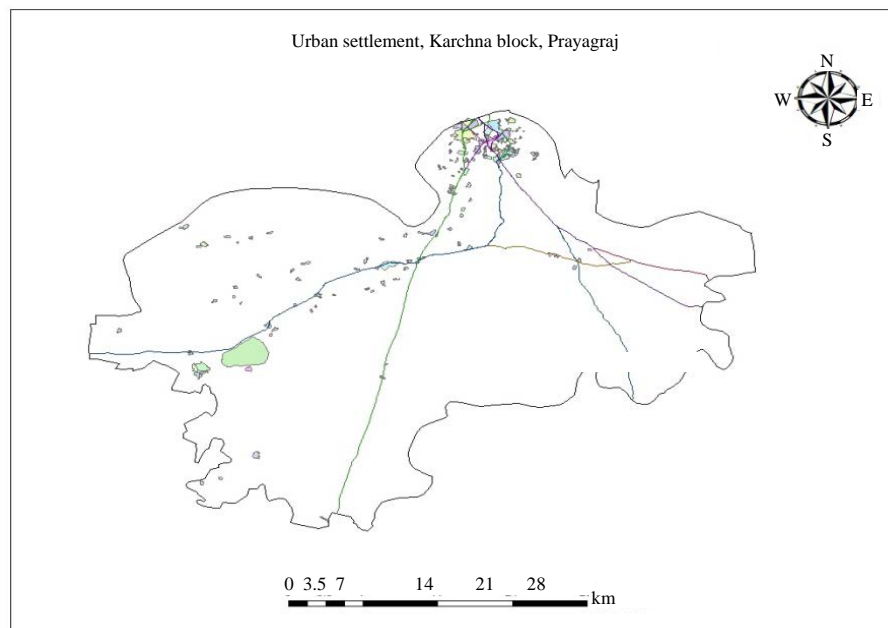 Urban settlement, Karchna block, Prayagraj
N
W E
S
0 3.5 7 14 21 28
km